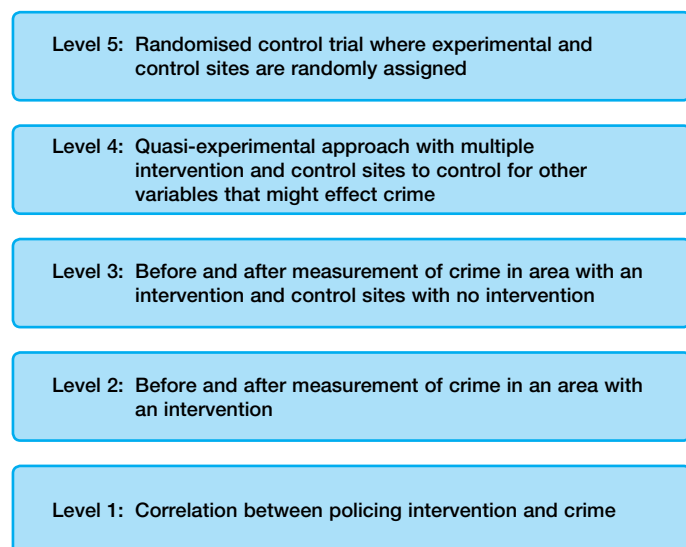 Level 5: Randomised control trial where experimental and
control sites are randomly assigned
Level 4: Quasi-experimental approach with multiple
intervention and control sites to control for other
variables that might effect crime
Level 3: Before and after measurement of crime in area with an
intervention and control sites with no intervention
Level 2: Before and after measurement of crime in an area with
an intervention
Level 1: Correlation between policing intervention and crime